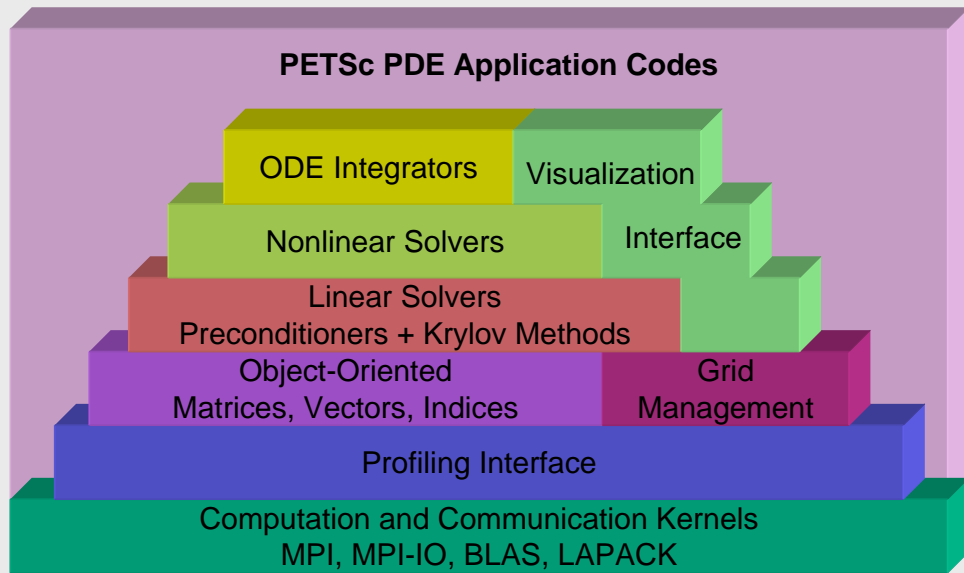 PETSc PDE Application Codes
ODE Integrators
Visualization
Nonlinear Solvers
Interface
Linear Solvers
Preconditioners + Krylov Methods
Object-Oriented
Matrices, Vectors, Indices
Grid
Management
Profiling Interface
Computation and Communication Kernels
MPI, MPI-IO, BLAS, LAPACK